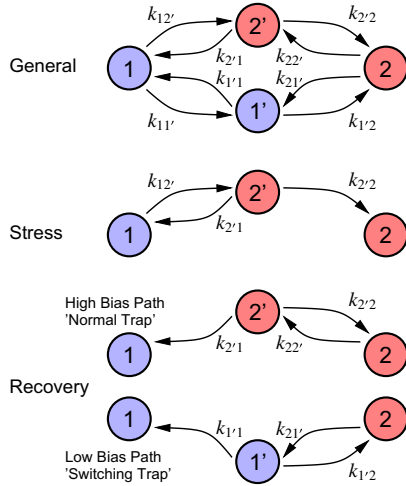 k12′ 2' k2′2
General 1 k2′1 k22′ 2
k1′1 k21′
k11′ 1' k1′2
k12′ 2' k2′2
k2′1
Stress 1 2
High Bias Path
'Normal Trap'
2' k2′2
1 k2′1 k22′ 2
Recovery
1 k1′1 k21′ 2
Low Bias Path
'Switching Trap'
1' k1′2